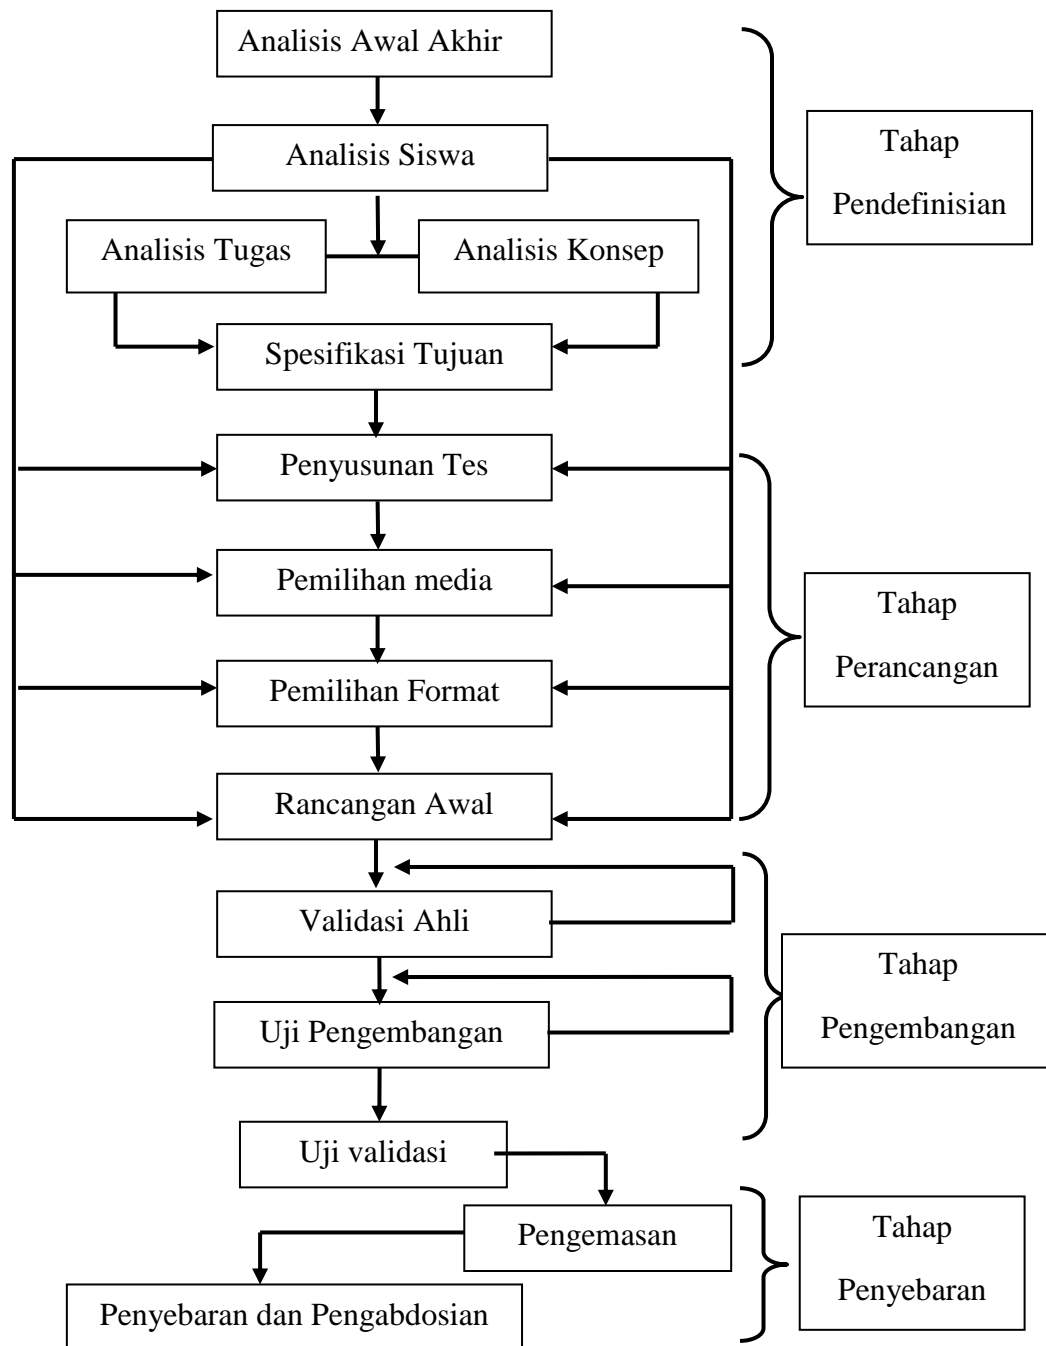 Analisis Awal Akhir
Analisis Siswa
Tahap
Pendefinisian
Analisis Tugas
Analisis Konsep
Spesifikasi Tujuan
Penyusunan Tes
Pemilihan media
Tahap
Perancangan
Pemilihan Format
Rancangan Awal
Validasi Ahli
Tahap
Pengembangan
Uji Pengembangan
Uji validasi
Pengemasan
Tahap
Penyebaran
Penyebaran dan Pengabdosian